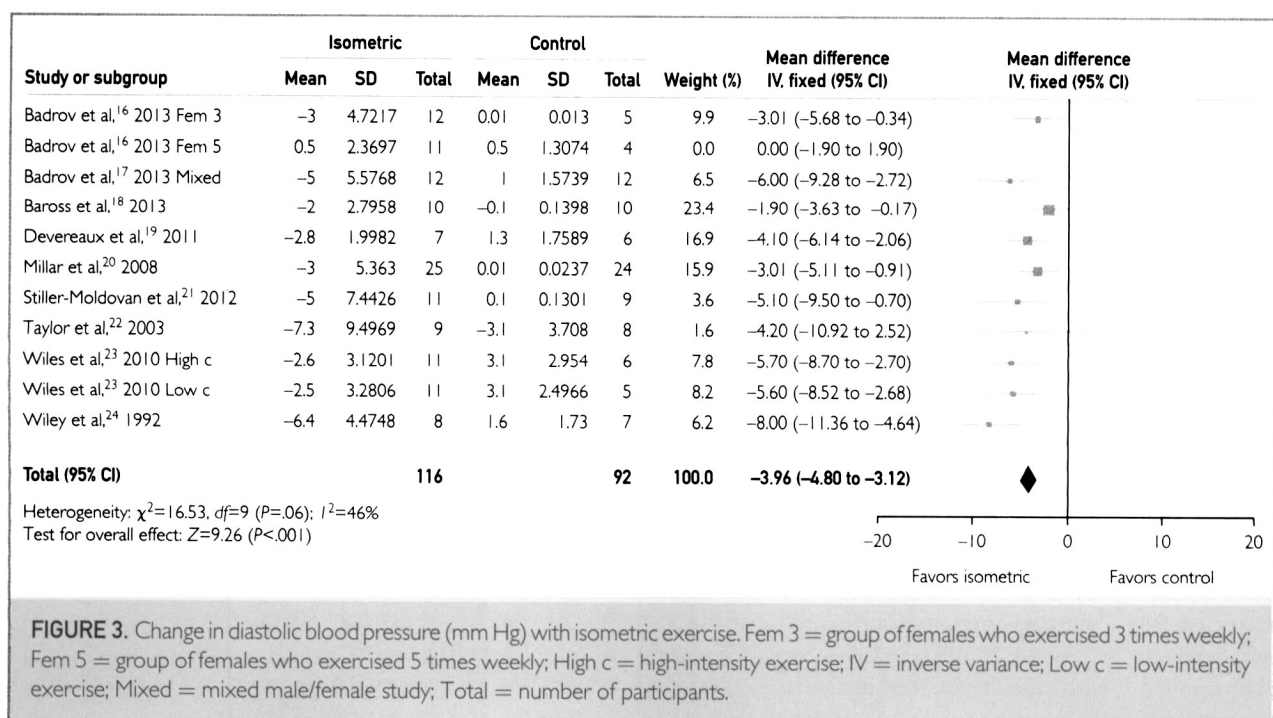 Isometric Control Mean difference Mean difference
Study or subgroup Mean SD Total Mean SD Total Weight (%) IV, fixed (95% CI) IV, fixed (95% CI)
Badrov et al,16 2013 Fem 3 −3 4.7217 12 0.01 0.013 5 9.9 −3.01 (−5.68 to −0.34)
Badrov et al,16 2013 Fem 5 0.5 2.3697 11 0.5 1.3074 4 0.0 0.00 (−1.90 to 1.90)
Badrov et al,17 2013 Mixed −5 5.5768 12 1 1.5739 12 6.5 −6.00 (−9.28 to −2.72)
Baross et al,18 2013 −2 2.7958 10 −0.1 0.1398 10 23.4 −1.90 (−3.63 to −0.17)
Devereaux et al,19 2011 −2.8 1.9982 7 1.3 1.7589 6 16.9 −4.10 (−6.14 to −2.06)
Millar et al,20 2008 −3 5.363 25 0.01 0.0237 24 15.9 −3.01 (−5.11 to −0.91)
Stiller-Moldovan et al,21 2012 −5 7.4426 11 0.1 0.1301 9 3.6 −5.10 (−9.50 to −0.70)
Taylor et al,22 2003 −7.3 9.4969 9 −3.1 3.708 8 1.6 −4.20 (−10.92 to 2.52)
Wiles et al,23 2010 High c −2.6 3.1201 11 3.1 2.954 6 7.8 −5.70 (−8.70 to −2.70)
Wiles et al,23 2010 Low c −2.5 3.2806 11 3.1 2.4966 5 8.2 −5.60 (−8.52 to −2.68)
Wiley et al,24 1992 −6.4 4.4748 8 1.6 1.73 7 6.2 −8.00 (−11.36 to −4.64)
Total (95% CI) 116 92 100.0 −3.96 (−4.80 to −3.12)
Heterogeneity: χ2=16.53, df=9 (P=.06); I2=46%
Test for overall effect: Z=9.26 (P<.001)
−20 −10 0 10 20
Favors isometric Favors control
FIGURE 3. Change in diastolic blood pressure (mm Hg) with isometric exercise. Fem 3 = group of females who exercised 3 times weekly;
Fem 5 = group of females who exercised 5 times weekly; High c = high-intensity exercise; IV = inverse variance; Low c = low-intensity
exercise; Mixed = mixed male/female study; Total = number of participants.